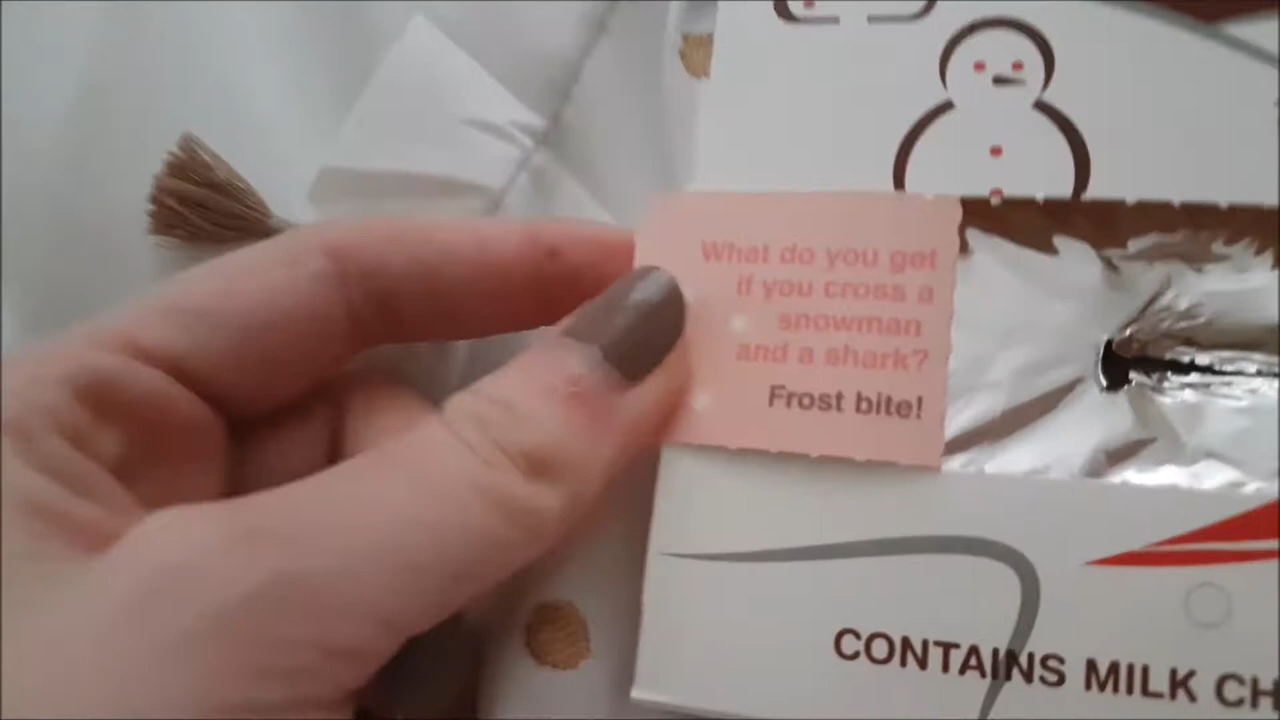 What do you get
if you cross a
snowman
and a shark?
Frost bite!
CONTAINS MILK CH